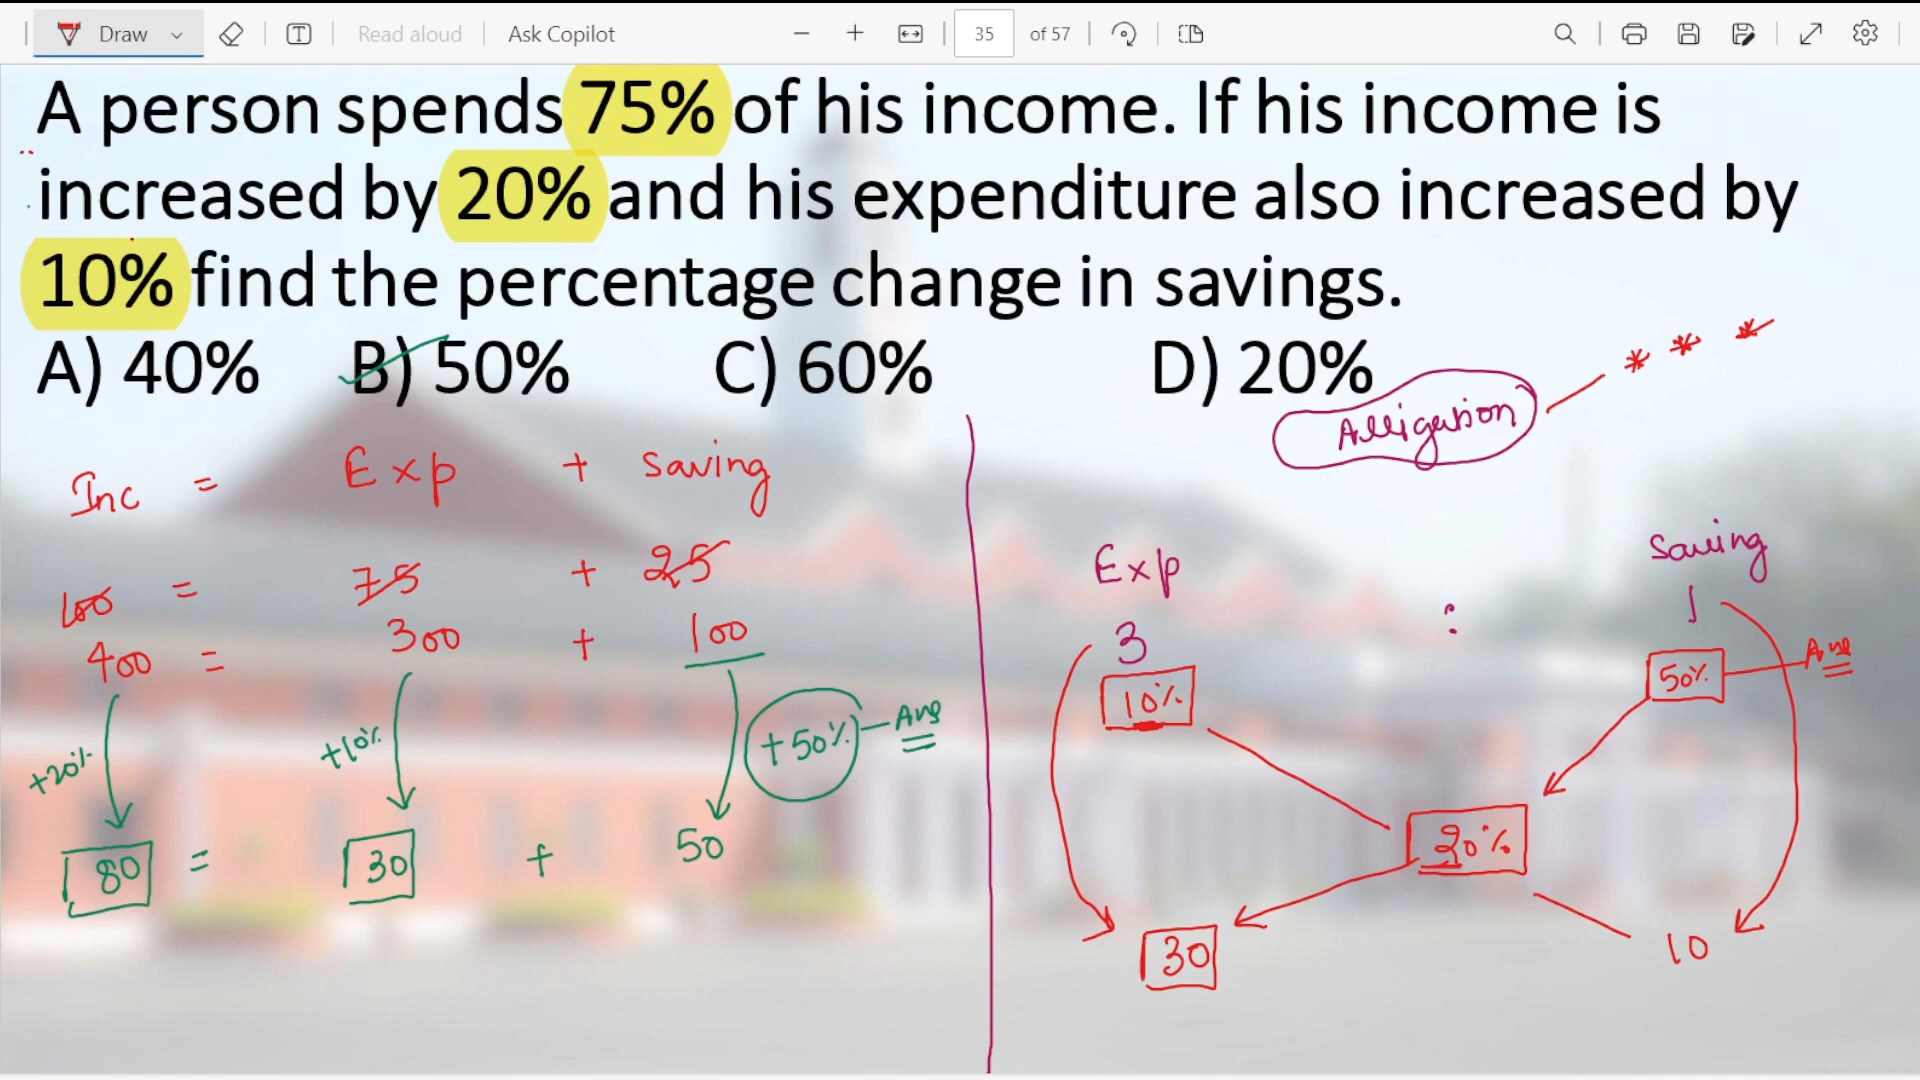 Draw Read aloud Ask Copilot 35 of 57
A person spends 75% of his income. If his income is
increased by 20% and his expenditure also increased by
10% find the percentage change in savings.
A) 40% B) 50% C) 60% D) 20%
Alligation * * *
Inc = Exp + saving
Exp : Saving
100 = 75 + 25
3 1
400 = 300 + 100
10% 50% Ans
+20% +10% +50% - Ans
20%
80 = 30 + 50
30 10